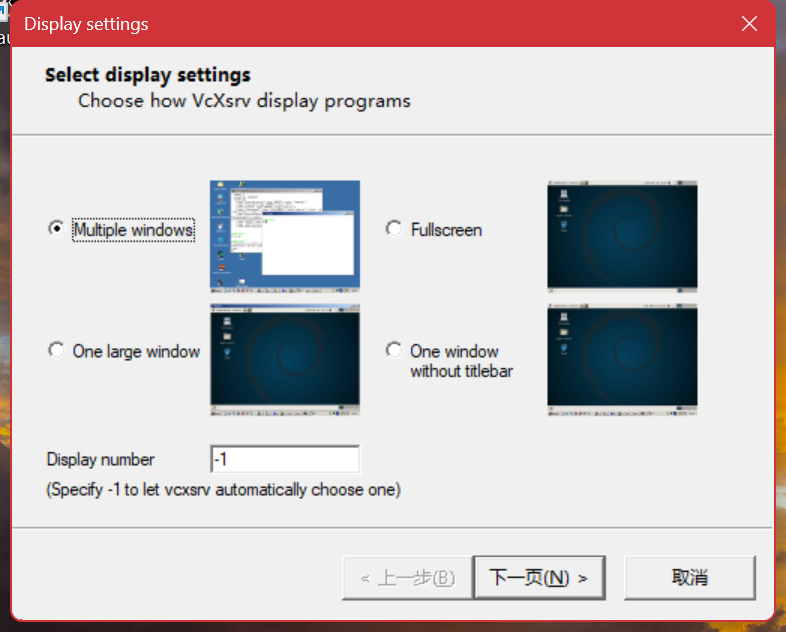 Display settings
Select display settings
Choose how VcXsrv display programs
Multiple windows
Fullscreen
One large window
One window
without titlebar
Display number
-1
(Specify -1 to let vcxsrv automatically choose one)
< 上一步(B)
下一页(N) >
取消